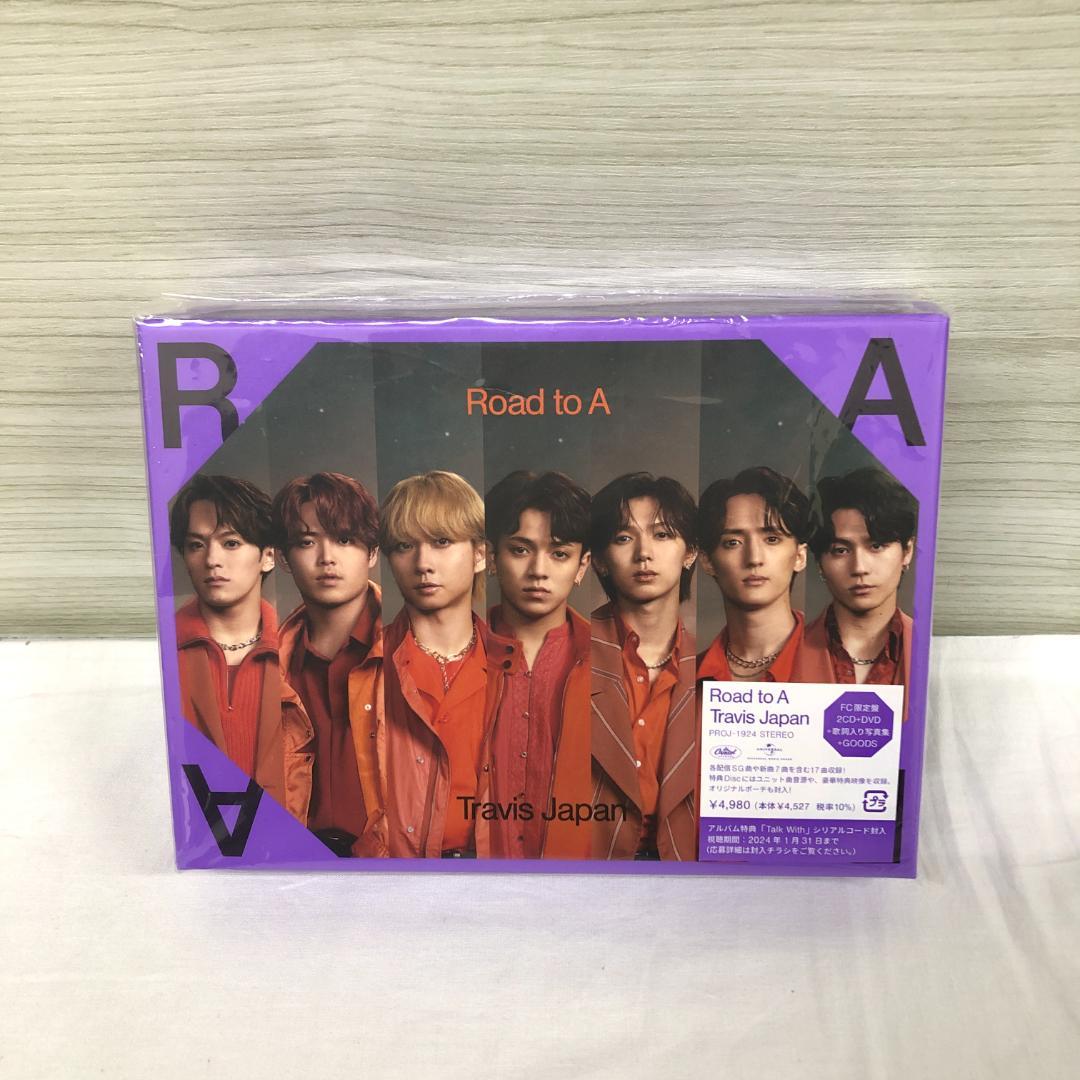 R
A
Road to A
Travis Japan
A
Road to A
Travis Japan
PROJ-1924 STEREO
FC限定盤
2CD+DVD
+歌詞入り写真集
+GOODS
Capitol
UNIVERSAL
UNIVERSAL MUSIC JAPAN
各配信SG曲や新曲7曲を含む17曲収録!
特典Discにはユニット曲音源や、豪華特典映像を収録。
オリジナルポーチも封入!
¥4,980 (本体¥4,527 税率10%)
プラ
アルバム特典「Talk With」シリアルコード封入
視聴期間:2024年1月31日まで
(応募詳細は封入チラシをご覧ください。)